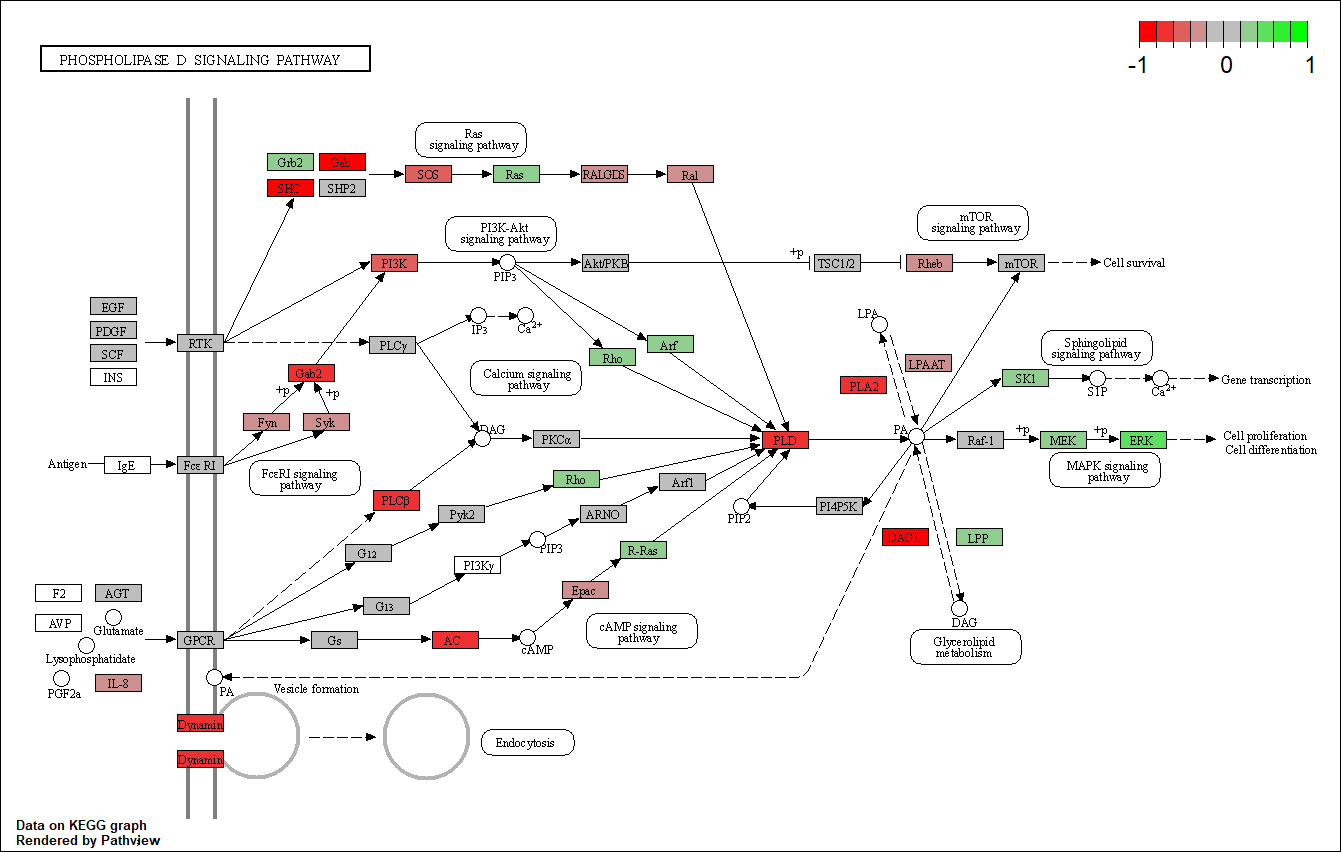 PHOSPHOLIPASE D SIGNALING PATHWAY
-1 0 1
Ras
signaling pathway
Grb2
Gab
SHC
SHP2
SOS
Ras
RALGDS
Ral
PI3K-Akt
signaling pathway
mTOR
signaling pathway
PI3K
PIP3
Akt/PKB
+p
TSC1/2
Rheb
mTOR
Cell survival
EGF
PDGF
SCF
INS
RTK
PLCγ
IP3
Ca2+
Rho
Arf
LPA
LPAAT
PLA2
Sphingolipid
signaling pathway
SK1
S1P
Ca2+
Gene transcription
Gab2
+p
+p
Fyn
Syk
Calcium signaling
pathway
DAG
PKCα
PLD
PA
Raf-1
+p
MEK
+p
ERK
Cell proliferation
Cell differentiation
MAPK signaling
pathway
Antigen
IgE
Fcε RI
FcεRI signaling
pathway
PLCβ
Rho
Pyk2
Arf1
ARNO
PIP2
PI4P5K
G12
PIP3
PI3Kγ
R-Ras
DAGK
LPP
Epac
G13
F2
AGT
AVP
Glutamate
Lysophosphatidate
PGF2a
IL-8
GPCR
Gs
AC
cAMP
cAMP signaling
pathway
DAG
Glycerolipid
metabolism
PA
Vesicle formation
Dynamin
Dynamin
Endocytosis
Data on KEGG graph
Rendered by Pathview